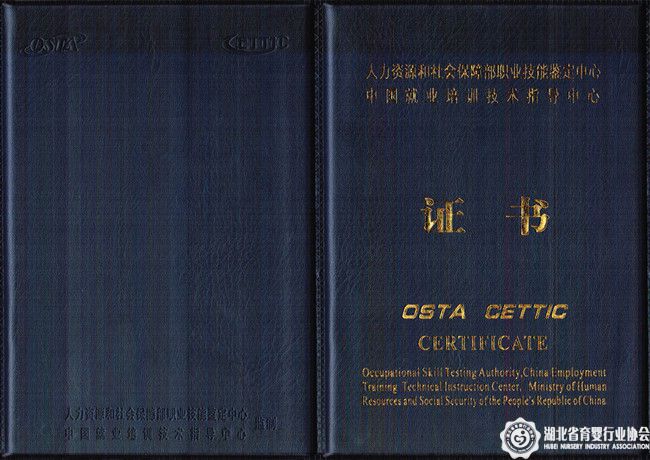 OSTA
CETTIC
人力资源和社会保障部职业技能鉴定中心
中国就业培训技术指导中心
监制
人力资源和社会保障部职业技能鉴定中心
中国就业培训技术指导中心
证书
OSTA CETTIC
CERTIFICATE
Occupational Skill Testing Authority,China Employment
Training Technical Instruction Center, Ministry of Human
Resources and Social Security of the People's Republic of China
湖北省育婴行业协会
HUBEI NURSERY INDUSTRY ASSOCIATION